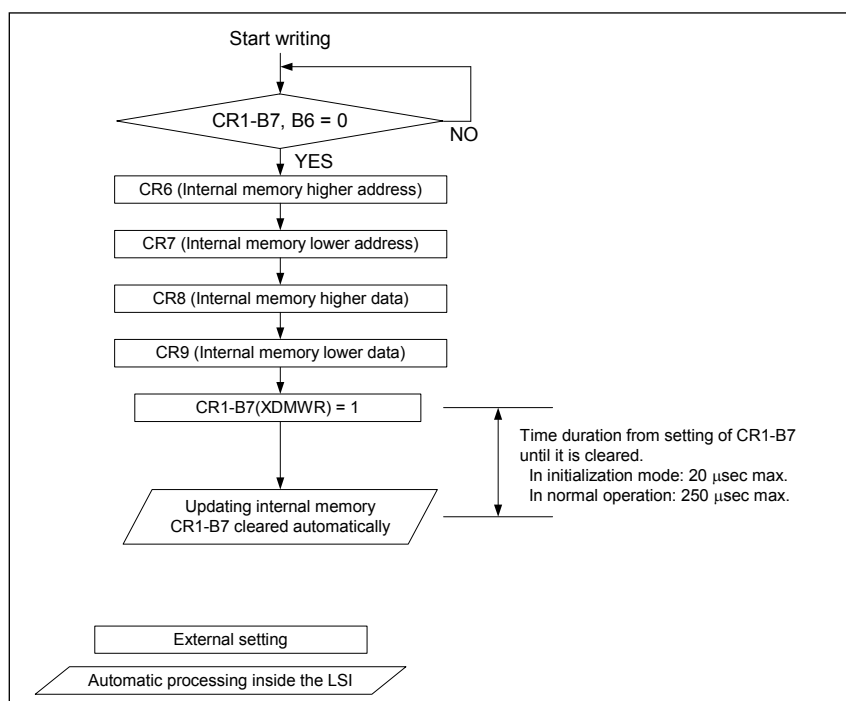 Start writing
CR1-B7, B6 = 0
NO
YES
CR6 (Internal memory higher address)
CR7 (Internal memory lower address)
CR8 (Internal memory higher data)
CR9 (Internal memory lower data)
CR1-B7(XDMWR) = 1
Time duration from setting of CR1-B7
until it is cleared.
In initialization mode: 20 μsec max.
In normal operation: 250 μsec max.
Updating internal memory
CR1-B7 cleared automatically
External setting
Automatic processing inside the LSI